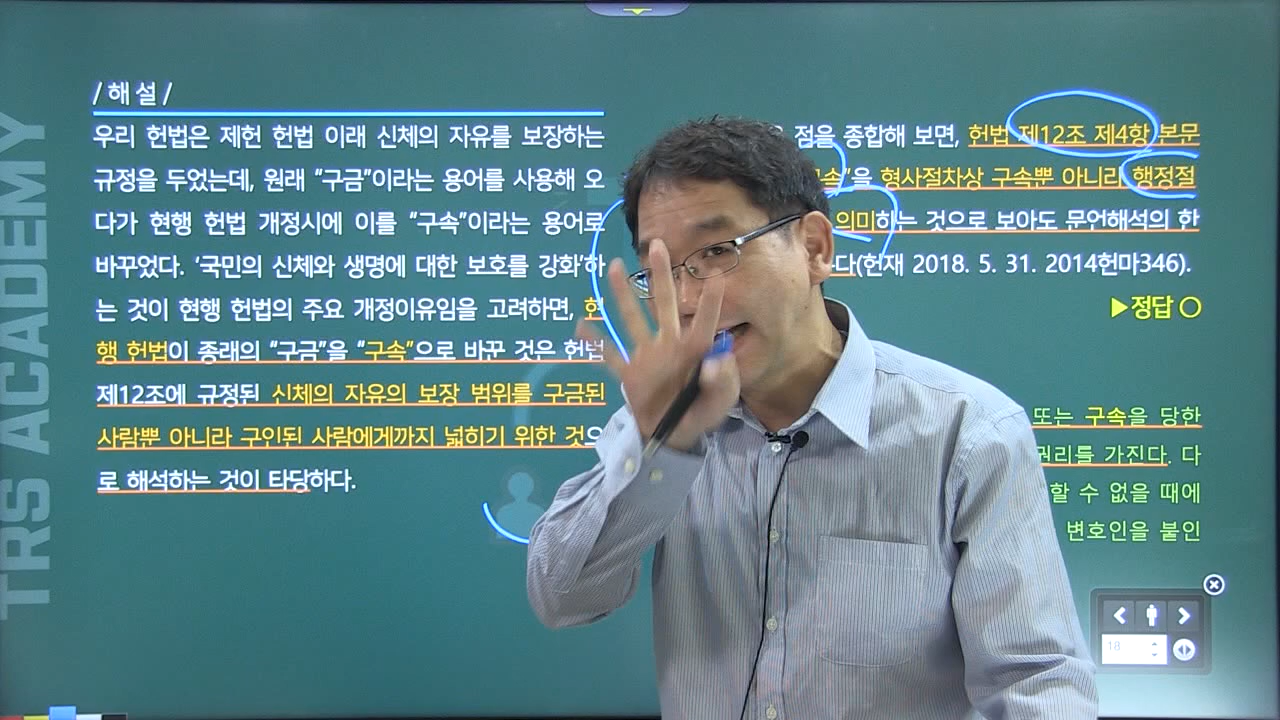 TRS ACADEMY
/ 해 설 /
우리 헌법은 제헌 헌법 이래 신체의 자유를 보장하는
규정을 두었는데, 원래 “구금”이라는 용어를 사용해 오
다가 현행 헌법 개정시에 이를 “구속”이라는 용어로
바꾸었다. ‘국민의 신체와 생명에 대한 보호를 강화’하
는 것이 현행 헌법의 주요 개정이유임을 고려하면, 현
행 헌법이 종래의 “구금”을 “구속”으로 바꾼 것은 헌법
제12조에 규정된 신체의 자유의 보장 범위를 구금된
사람뿐 아니라 구인된 사람에게까지 넓히기 위한 것으
로 해석하는 것이 타당하다.
점을 종합해 보면, 헌법 제12조 제4항 본문
속”을 형사절차상 구속뿐 아니라 행정절
의미하는 것으로 보아도 문언해석의 한
다(헌재 2018. 5. 31. 2014헌마346).
▶정답 ○
또는 구속을 당한
권리를 가진다. 다
할 수 없을 때에
변호인을 붙인
18